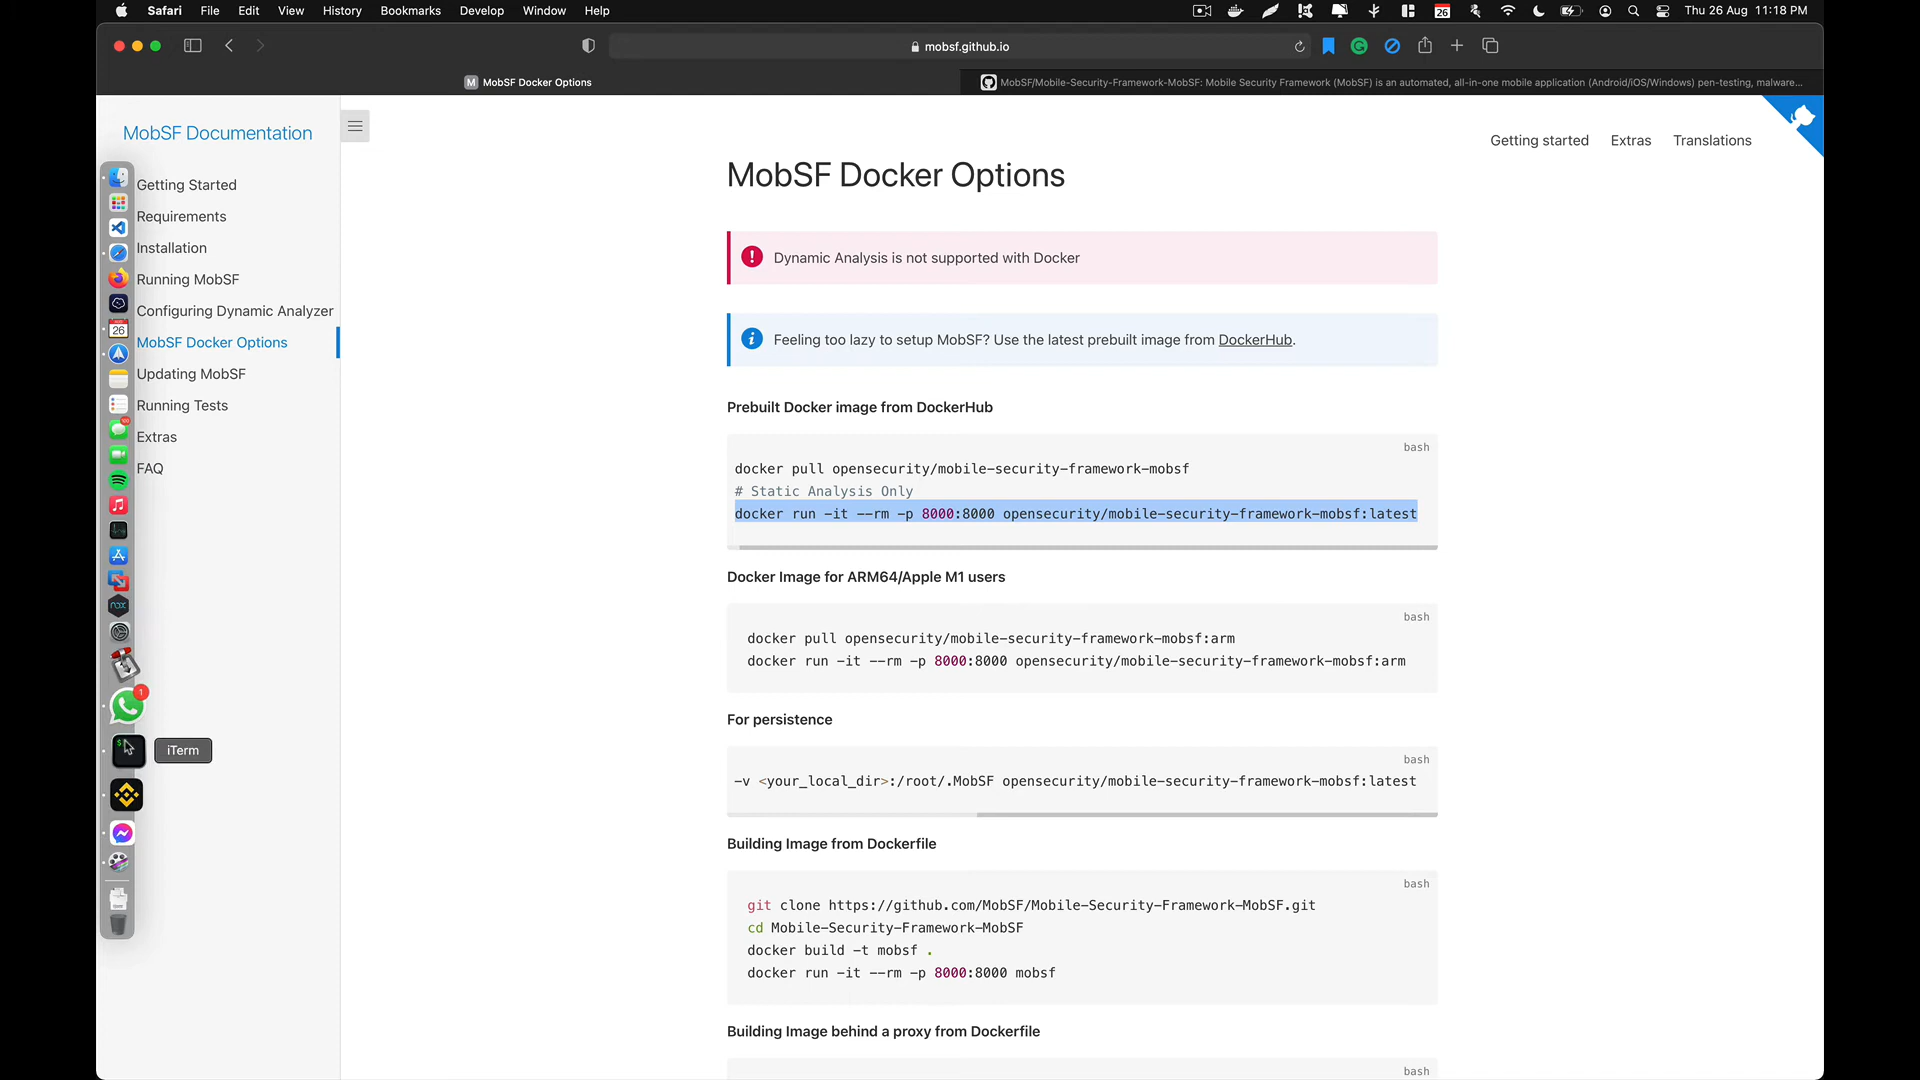 Safari File Edit View History Bookmarks Develop Window Help
26
Thu 26 Aug 11:18 PM
mobsf.github.io
M MobSF Docker Options
MobSF/Mobile-Security-Framework-MobSF: Mobile Security Framework (MobSF) is an automated, all-in-one mobile application (Android/iOS/Windows) pen-testing, malware...
MobSF Documentation
Getting Started
Requirements
Installation
Running MobSF
Configuring Dynamic Analyzer
MobSF Docker Options
Updating MobSF
Running Tests
Extras
FAQ
26
nox
1
iTerm
Getting started Extras Translations
MobSF Docker Options
Dynamic Analysis is not supported with Docker
Feeling too lazy to setup MobSF? Use the latest prebuilt image from DockerHub.
Prebuilt Docker image from DockerHub
bash
docker pull opensecurity/mobile-security-framework-mobsf
# Static Analysis Only
docker run -it --rm -p 8000:8000 opensecurity/mobile-security-framework-mobsf:latest
Docker Image for ARM64/Apple M1 users
bash
docker pull opensecurity/mobile-security-framework-mobsf:arm
docker run -it --rm -p 8000:8000 opensecurity/mobile-security-framework-mobsf:arm
For persistence
bash
-v <your_local_dir>:/root/.MobSF opensecurity/mobile-security-framework-mobsf:latest
Building Image from Dockerfile
bash
git clone https://github.com/MobSF/Mobile-Security-Framework-MobSF.git
cd Mobile-Security-Framework-MobSF
docker build -t mobsf .
docker run -it --rm -p 8000:8000 mobsf
Building Image behind a proxy from Dockerfile
bash